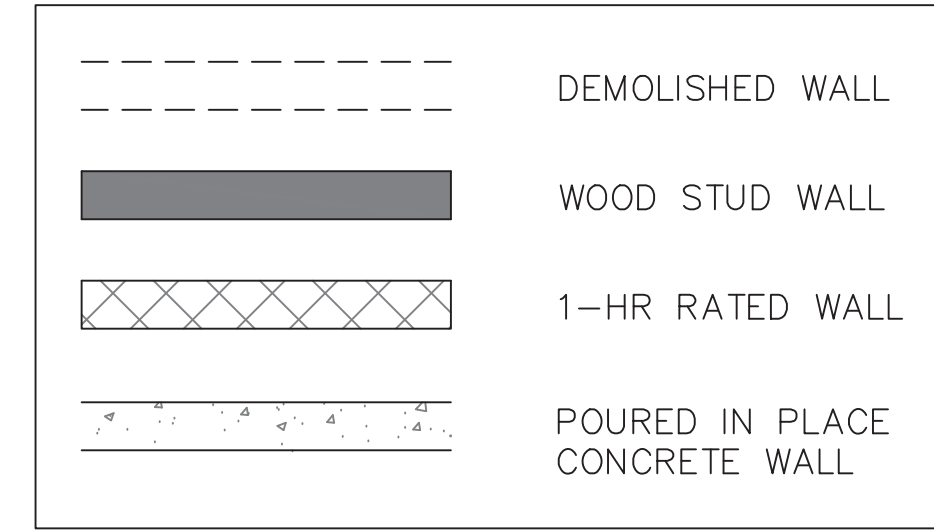 DEMOLISHED WALL
WOOD STUD WALL
1-HR RATED WALL
POURED IN PLACE
CONCRETE WALL